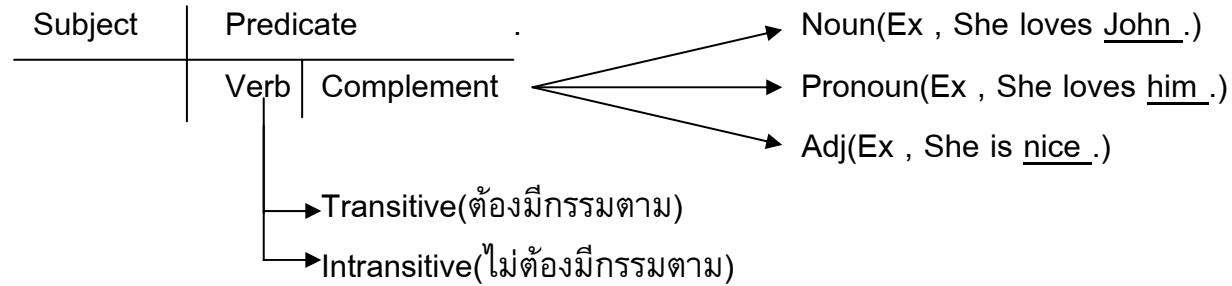 Subject Predicate .
Noun(Ex , She loves John .)
Verb Complement
Pronoun(Ex , She loves him .)
Adj(Ex , She is nice .)
Transitive(ต้องมีกรรมตาม)
Intransitive(ไม่ต้องมีกรรมตาม)